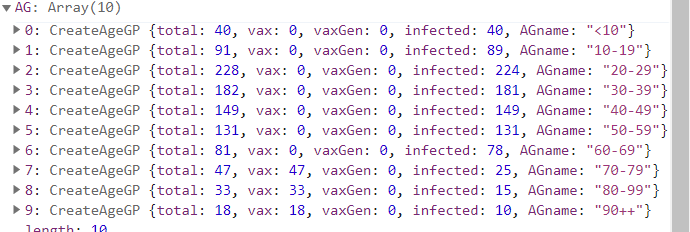 ▼AG: Array(10)
▶0: CreateAgeGP {total: 40, vax: 0, vaxGen: 0, infected: 40, AGname: "<10"}
▶1: CreateAgeGP {total: 91, vax: 0, vaxGen: 0, infected: 89, AGname: "10-19"}
▶2: CreateAgeGP {total: 228, vax: 0, vaxGen: 0, infected: 224, AGname: "20-29"}
▶3: CreateAgeGP {total: 182, vax: 0, vaxGen: 0, infected: 181, AGname: "30-39"}
▶4: CreateAgeGP {total: 149, vax: 0, vaxGen: 0, infected: 149, AGname: "40-49"}
▶5: CreateAgeGP {total: 131, vax: 0, vaxGen: 0, infected: 131, AGname: "50-59"}
▶6: CreateAgeGP {total: 81, vax: 0, vaxGen: 0, infected: 78, AGname: "60-69"}
▶7: CreateAgeGP {total: 47, vax: 47, vaxGen: 0, infected: 25, AGname: "70-79"}
▶8: CreateAgeGP {total: 33, vax: 33, vaxGen: 0, infected: 15, AGname: "80-99"}
▶9: CreateAgeGP {total: 18, vax: 18, vaxGen: 0, infected: 10, AGname: "90++"}
length: 10